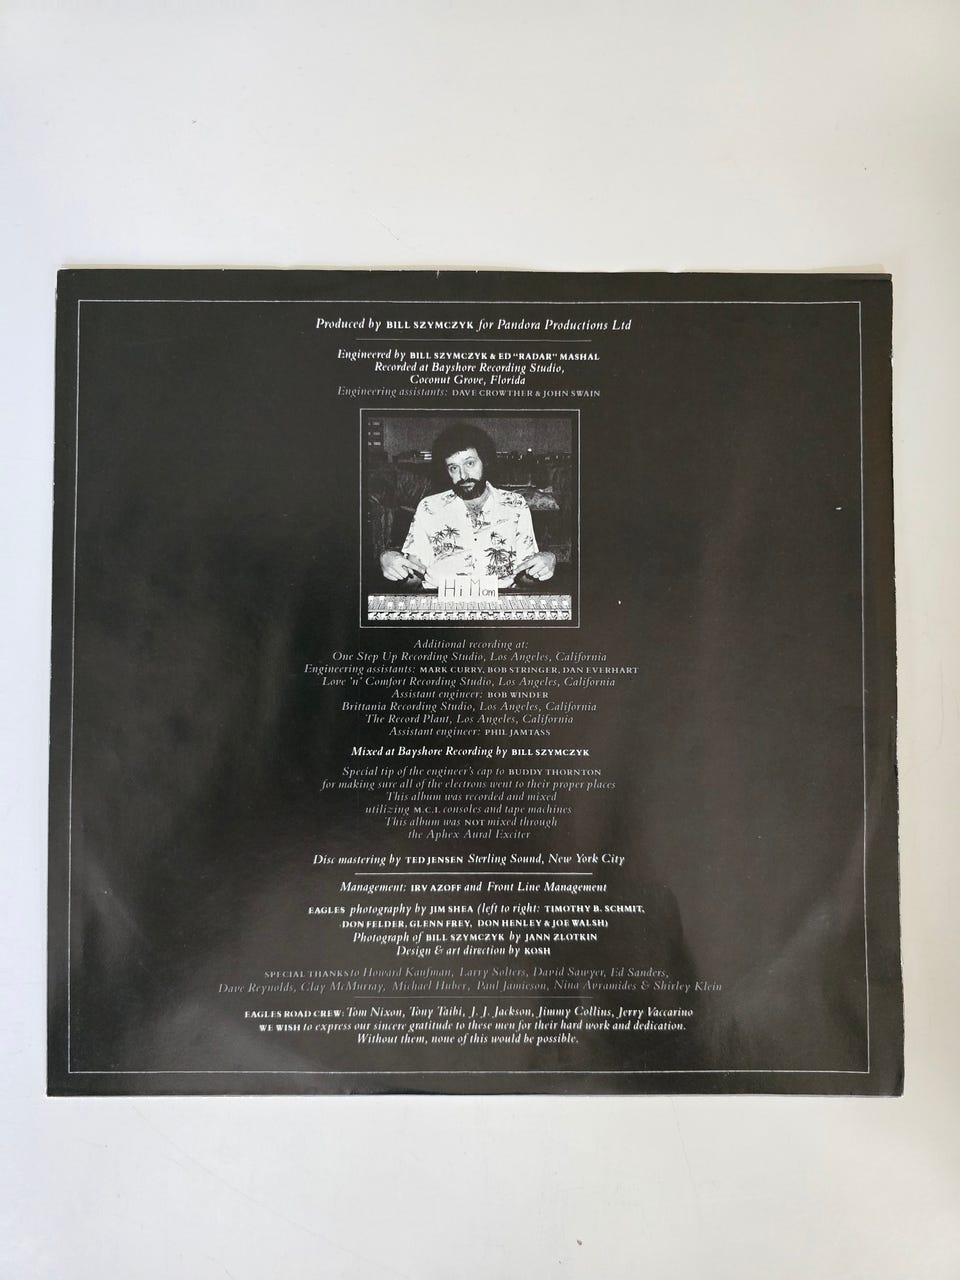 Produced by BILL SZYMCZYK for Pandora Productions Ltd
Engineered by BILL SZYMCZYK & ED "RADAR" MASHAL
Recorded at Bayshore Recording Studio,
Coconut Grove, Florida
Engineering assistants: DAVE CROWTHER & JOHN SWAIN
Hi Mom
Additional recording at:
One Step Up Recording Studio, Los Angeles, California
Engineering assistants: MARK CURRY, BOB STRINGER, DAN EVERHART
Love 'n' Comfort Recording Studio, Los Angeles, California
Assistant engineer: BOB WINDER
Brittania Recording Studio, Los Angeles, California
The Record Plant, Los Angeles, California
Assistant engineer: PHIL JAMTASS
Mixed at Bayshore Recording by BILL SZYMCZYK
Special tip of the engineer's cap to BUDDY THORNTON
for making sure all of the electrons went to their proper places
This album was recorded and mixed
utilizing M.C.I. consoles and tape machines
This album was NOT mixed through
the Aphex Aural Exciter
Disc mastering by TED JENSEN Sterling Sound, New York City
Management: IRV AZOFF and Front Line Management
EAGLES photography by JIM SHEA (left to right: TIMOTHY B. SCHMIT,
DON FELDER, GLENN FREY, DON HENLEY & JOE WALSH)
Photograph of BILL SZYMCZYK by JANN ZLOTKIN
Design & art direction by KOSH
SPECIAL THANKS to Howard Kaufman, Larry Solters, David Sawyer, Ed Sanders,
Dave Reynolds, Clay McMurray, Michael Huber, Paul Jamieson, Nina Avramides & Shirley Klein
EAGLES ROAD CREW: Tom Nixon, Tony Taibi, J. J. Jackson, Jimmy Collins, Jerry Vaccarino
WE WISH to express our sincere gratitude to these men for their hard work and dedication.
Without them, none of this would be possible.